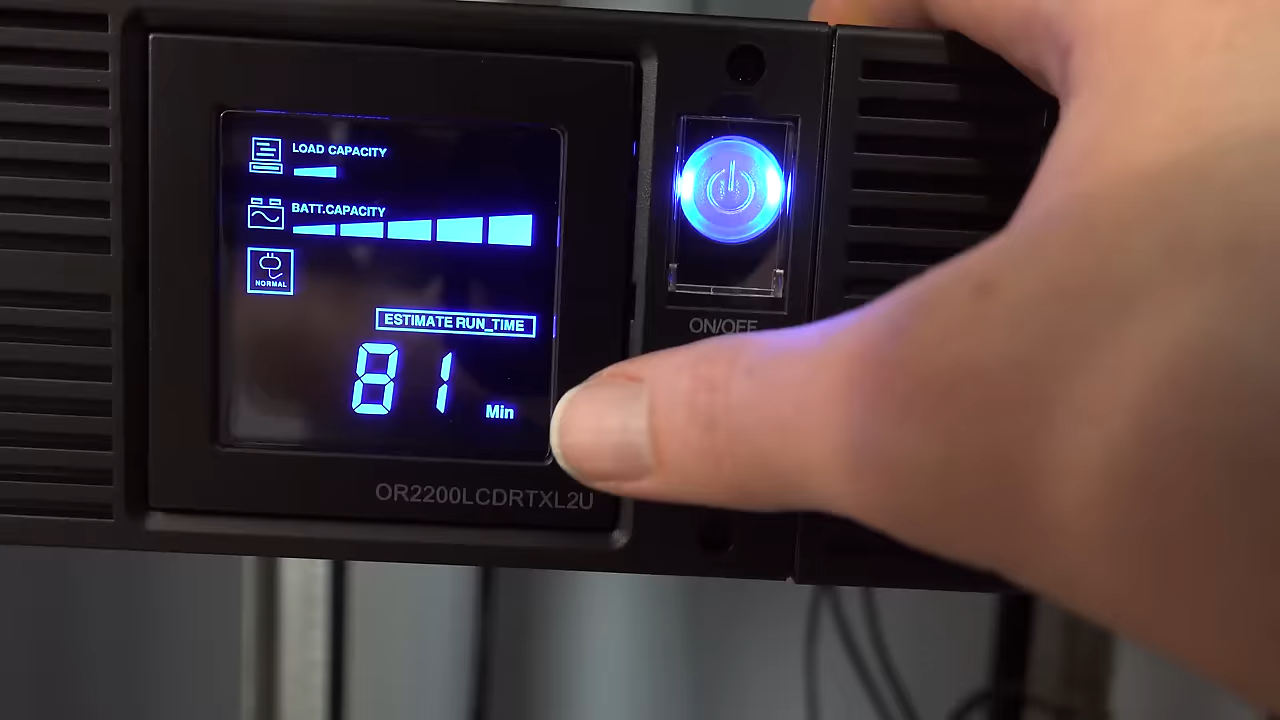 LOAD CAPACITY
BATT.CAPACITY
NORMAL
ESTIMATE RUN_TIME
81 Min
OR2200LCDRTXL2U
ON/OFF